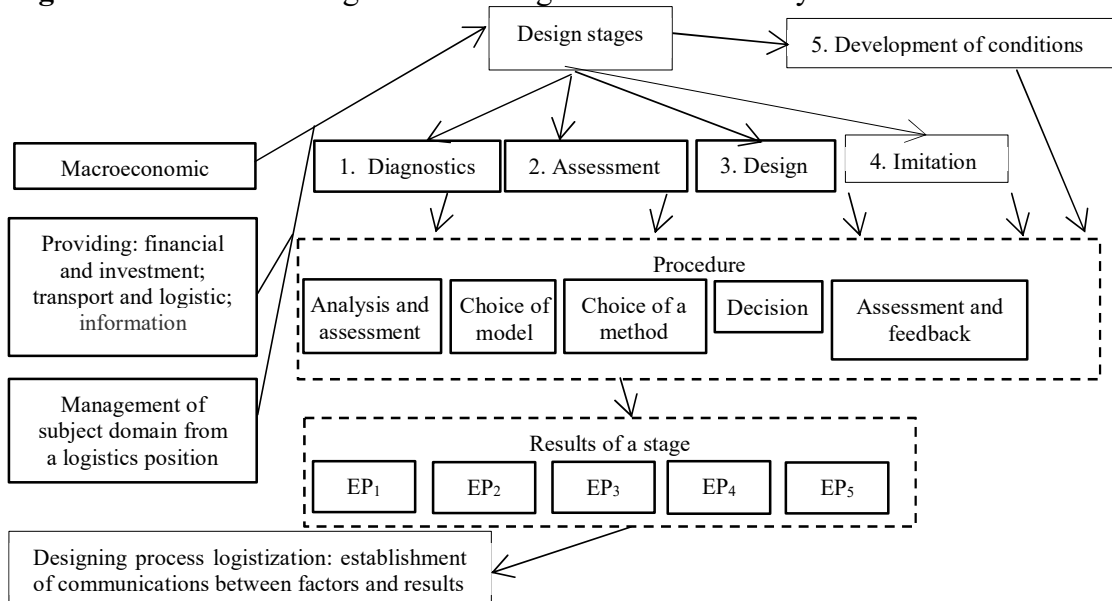 Design stages
5. Development of conditions
Macroeconomic
1. Diagnostics
2. Assessment
3. Design
4. Imitation
Providing: financial
and investment;
transport and logistic;
information
Procedure
Analysis and
assessment
Choice of
model
Choice of a
method
Decision
Assessment and
feedback
Management of
subject domain from
a logistics position
Results of a stage
EP₁
EP₂
EP₃
EP₄
EP₅
Designing process logistization: establishment
of communications between factors and results